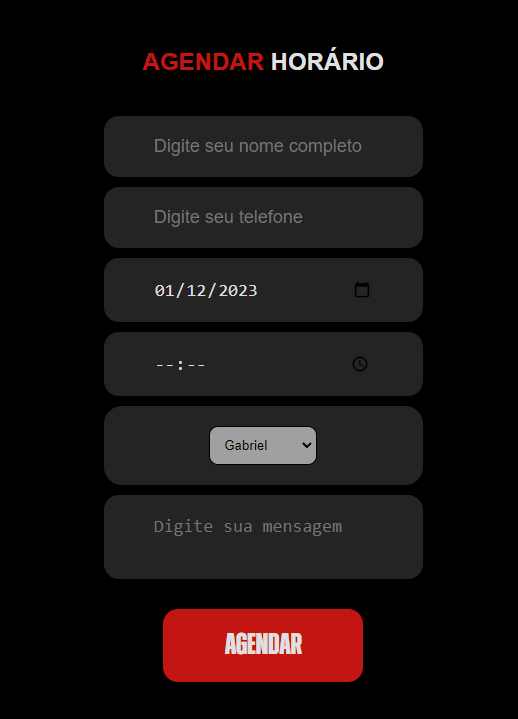 AGENDAR HORÁRIO
Digite seu nome completo
Digite seu telefone
01/12/2023
--:--
Gabriel
Digite sua mensagem
AGENDAR